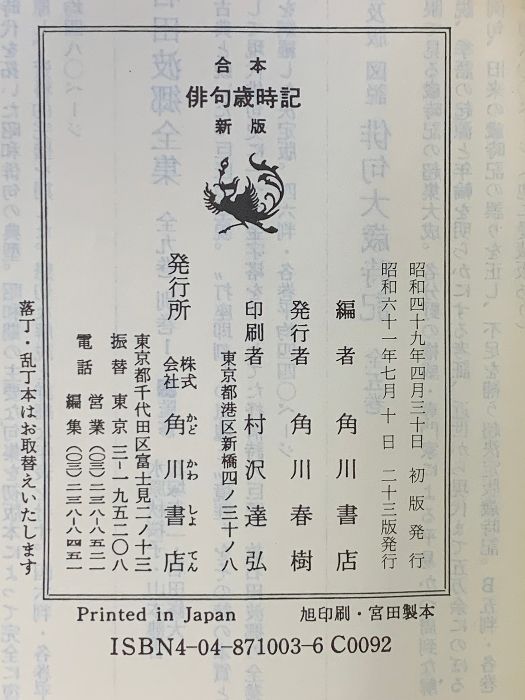 合本
俳句歳時記
新版
昭和四十九年四月三十日 初版発行
昭和六十一年七月十日 二十三版発行
編者 角川書店
発行者 角川春樹
印刷者 村沢達弘
東京都港区新橋四ノ三十ノ八
発行所 株式会社 角川書店
かど かわ しょ てん
東京都千代田区富士見二ノ十三
振替 東京 三-一九五二〇八
電話 営業(〇三)二三八-八五二一
編集(〇三)二三八-八四五一
落丁・乱丁本はお取替えいたします
Printed in Japan 旭印刷・宮田製本
ISBN4-04-871003-6 C0092